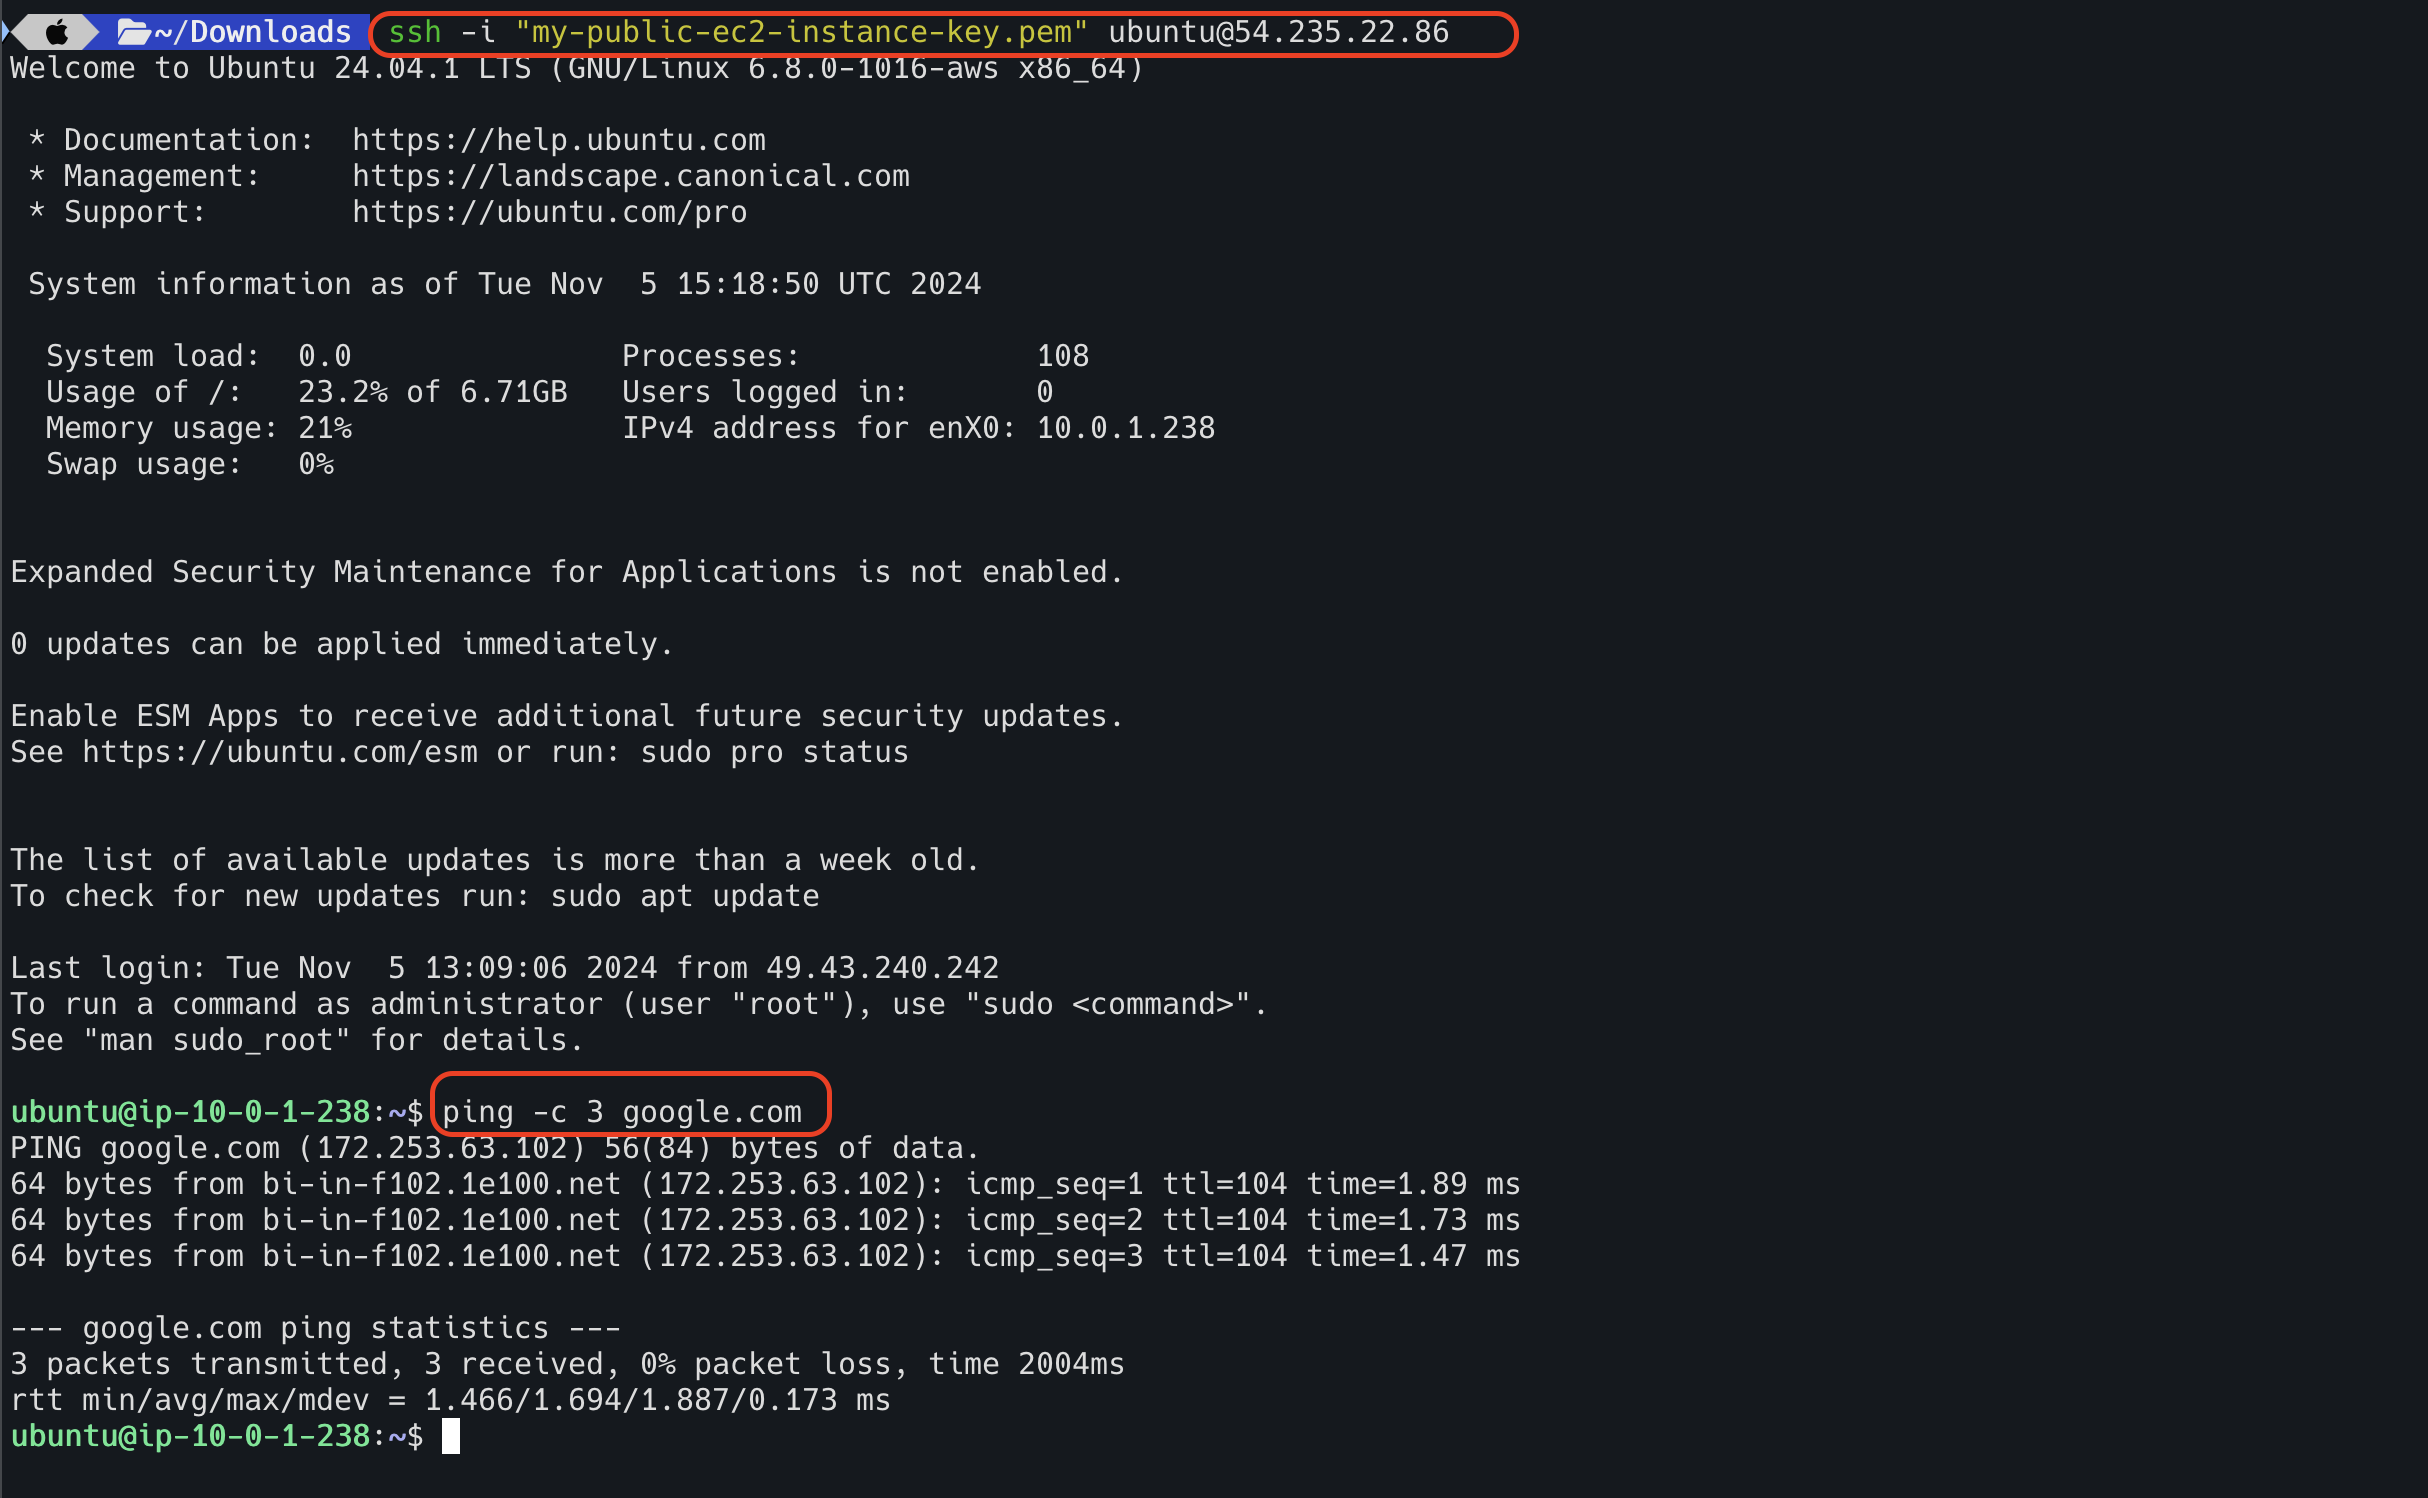 ~/Downloads ssh -i "my-public-ec2-instance-key.pem" ubuntu@54.235.22.86
Welcome to Ubuntu 24.04.1 LTS (GNU/Linux 6.8.0-1016-aws x86_64)
* Documentation:  https://help.ubuntu.com
* Management:     https://landscape.canonical.com
* Support:        https://ubuntu.com/pro
System information as of Tue Nov  5 15:18:50 UTC 2024
System load:  0.0               Processes:             108
Usage of /:   23.2% of 6.71GB   Users logged in:       0
Memory usage: 21%               IPv4 address for enX0: 10.0.1.238
Swap usage:   0%
Expanded Security Maintenance for Applications is not enabled.
0 updates can be applied immediately.
Enable ESM Apps to receive additional future security updates.
See https://ubuntu.com/esm or run: sudo pro status
The list of available updates is more than a week old.
To check for new updates run: sudo apt update
Last login: Tue Nov  5 13:09:06 2024 from 49.43.240.242
To run a command as administrator (user "root"), use "sudo <command>".
See "man sudo_root" for details.
ubuntu@ip-10-0-1-238:~$ ping -c 3 google.com
PING google.com (172.253.63.102) 56(84) bytes of data.
64 bytes from bi-in-f102.1e100.net (172.253.63.102): icmp_seq=1 ttl=104 time=1.89 ms
64 bytes from bi-in-f102.1e100.net (172.253.63.102): icmp_seq=2 ttl=104 time=1.73 ms
64 bytes from bi-in-f102.1e100.net (172.253.63.102): icmp_seq=3 ttl=104 time=1.47 ms
--- google.com ping statistics ---
3 packets transmitted, 3 received, 0% packet loss, time 2004ms
rtt min/avg/max/mdev = 1.466/1.694/1.887/0.173 ms
ubuntu@ip-10-0-1-238:~$